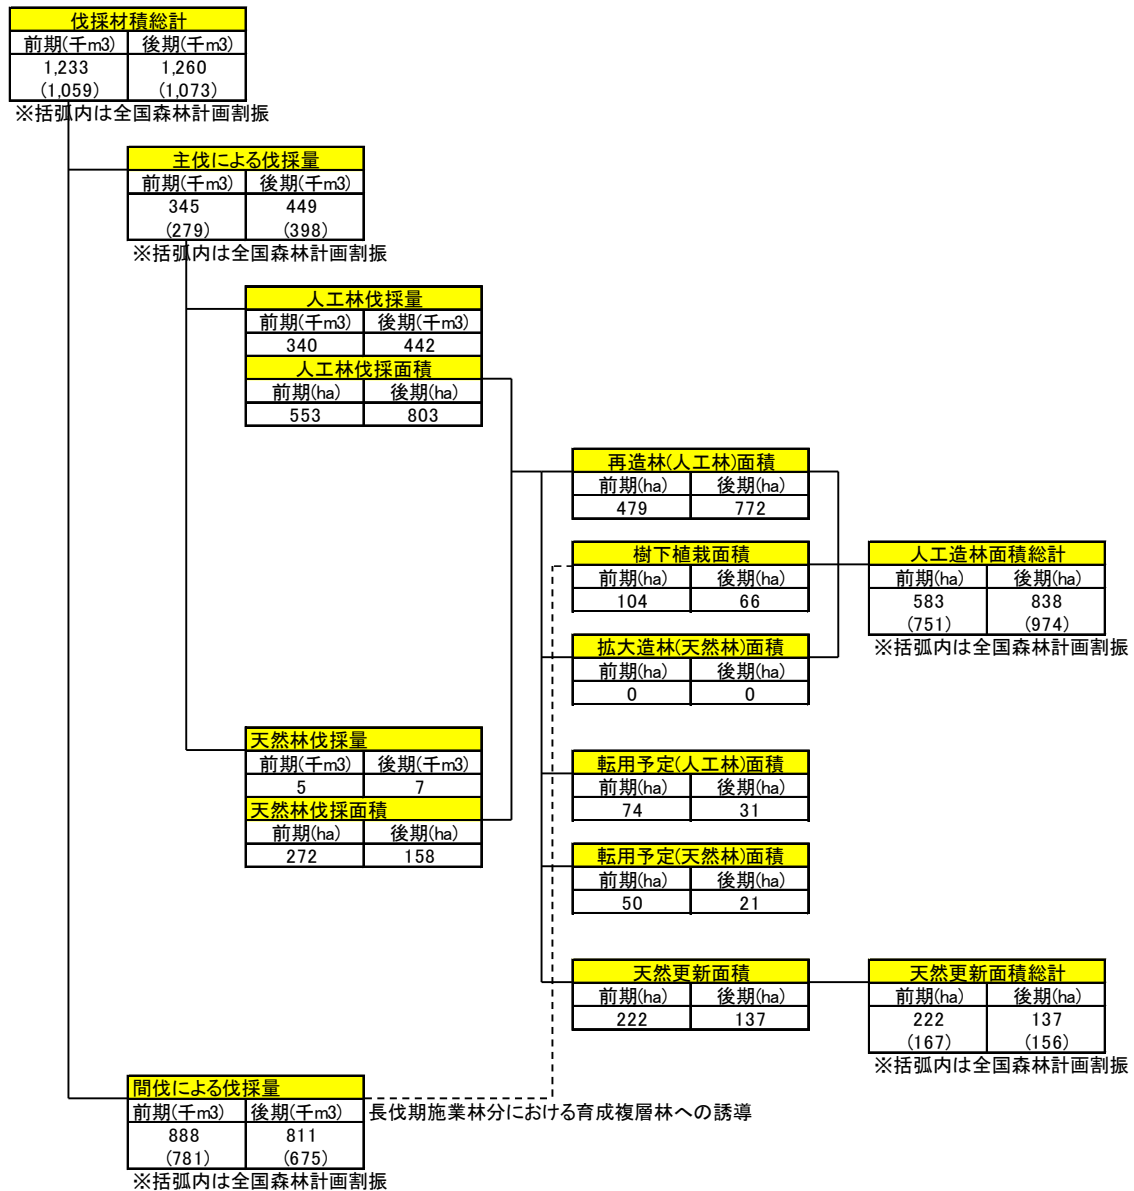 伐採材積総計
前期(千m3) 後期(千m3)
1,233 1,260
(1,059) (1,073)
※括弧内は全国森林計画割振
主伐による伐採量
前期(千m3) 後期(千m3)
345 449
(279) (398)
※括弧内は全国森林計画割振
人工林伐採量
前期(千m3) 後期(千m3)
340 442
人工林伐採面積
前期(ha) 後期(ha)
553 803
再造林(人工林)面積
前期(ha) 後期(ha)
479 772
樹下植栽面積
前期(ha) 後期(ha)
104 66
人工造林面積総計
前期(ha) 後期(ha)
583 838
(751) (974)
※括弧内は全国森林計画割振
拡大造林(天然林)面積
前期(ha) 後期(ha)
0 0
天然林伐採量
前期(千m3) 後期(千m3)
5 7
天然林伐採面積
前期(ha) 後期(ha)
272 158
転用予定(人工林)面積
前期(ha) 後期(ha)
74 31
転用予定(天然林)面積
前期(ha) 後期(ha)
50 21
天然更新面積
前期(ha) 後期(ha)
222 137
天然更新面積総計
前期(ha) 後期(ha)
222 137
(167) (156)
※括弧内は全国森林計画割振
間伐による伐採量
前期(千m3) 後期(千m3)
888 811
(781) (675)
※括弧内は全国森林計画割振
長伐期施業林分における育成複層林への誘導